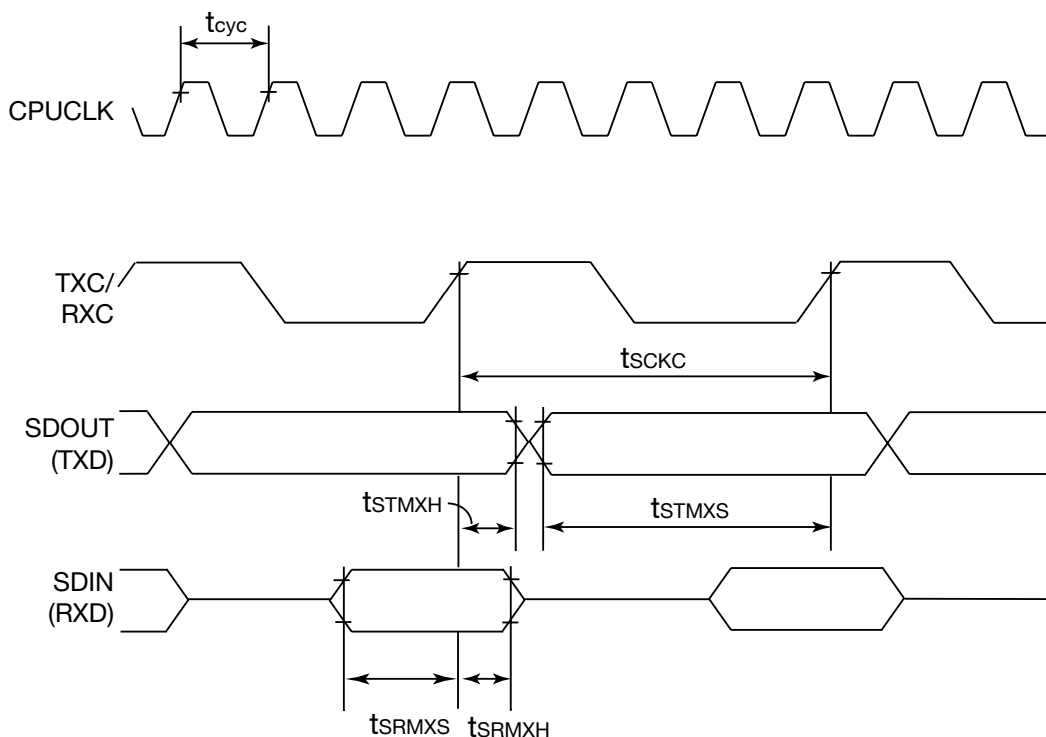 tcyc
CPUCLK
TXC/
RXC
tSCKC
SDOUT
(TXD)
tSTMXH
tSTMXS
SDIN
(RXD)
tSRMXS
tSRMXH